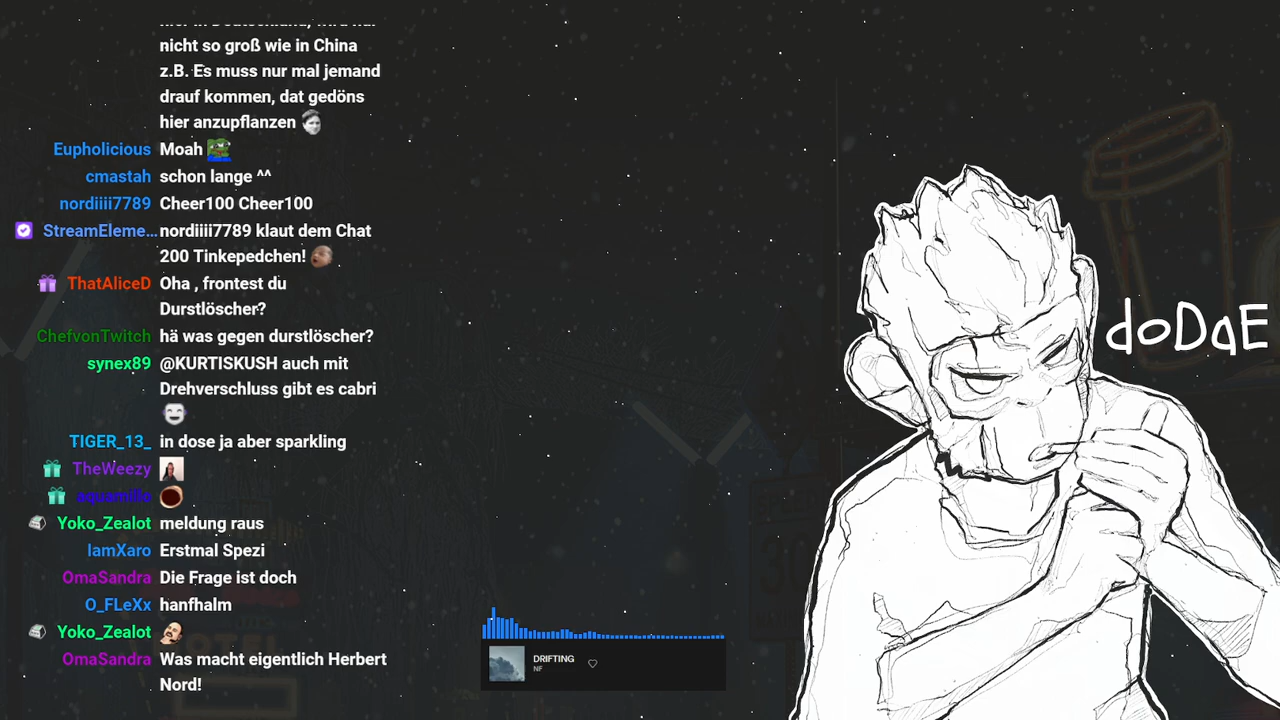 nicht so groß wie in China
z.B. Es muss nur mal jemand
drauf kommen, dat gedöns
hier anzupflanzen
Eupholicious Moah
cmastah schon lange ^^
nordiiii7789 Cheer100 Cheer100
StreamEleme... nordiiii7789 klaut dem Chat
200 Tinkepedchen!
ThatAliceD Oha , frontest du
Durstlöscher?
ChefvonTwitch hä was gegen durstlöscher?
synex89 @KURTISKUSH auch mit
Drehverschluss gibt es cabri
TIGER_13_ in dose ja aber sparkling
TheWeezy
aquamillo
Yoko_Zealot meldung raus
IamXaro Erstmal Spezi
OmaSandra Die Frage ist doch
O_FLeXx hanfhalm
Yoko_Zealot
OmaSandra Was macht eigentlich Herbert
Nord!
DRIFTING
NF
doDaE